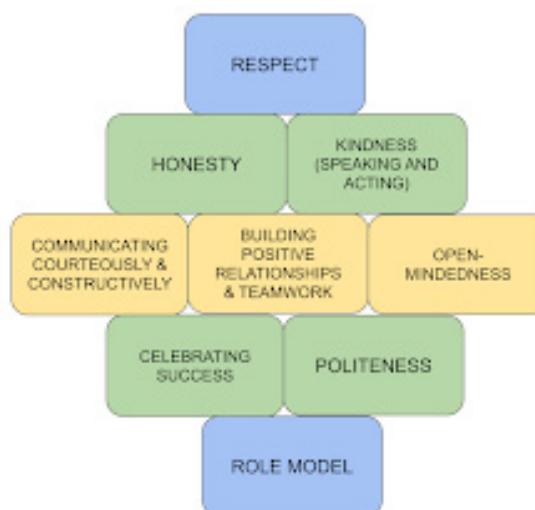 RESPECT
HONESTY
KINDNESS
(SPEAKING AND
ACTING)
COMMUNICATING
COURTEOUSLY &
CONSTRUCTIVELY
BUILDING
POSITIVE
RELATIONSHIPS
& TEAMWORK
OPEN-
MINDEDNESS
CELEBRATING
SUCCESS
POLITENESS
ROLE MODEL